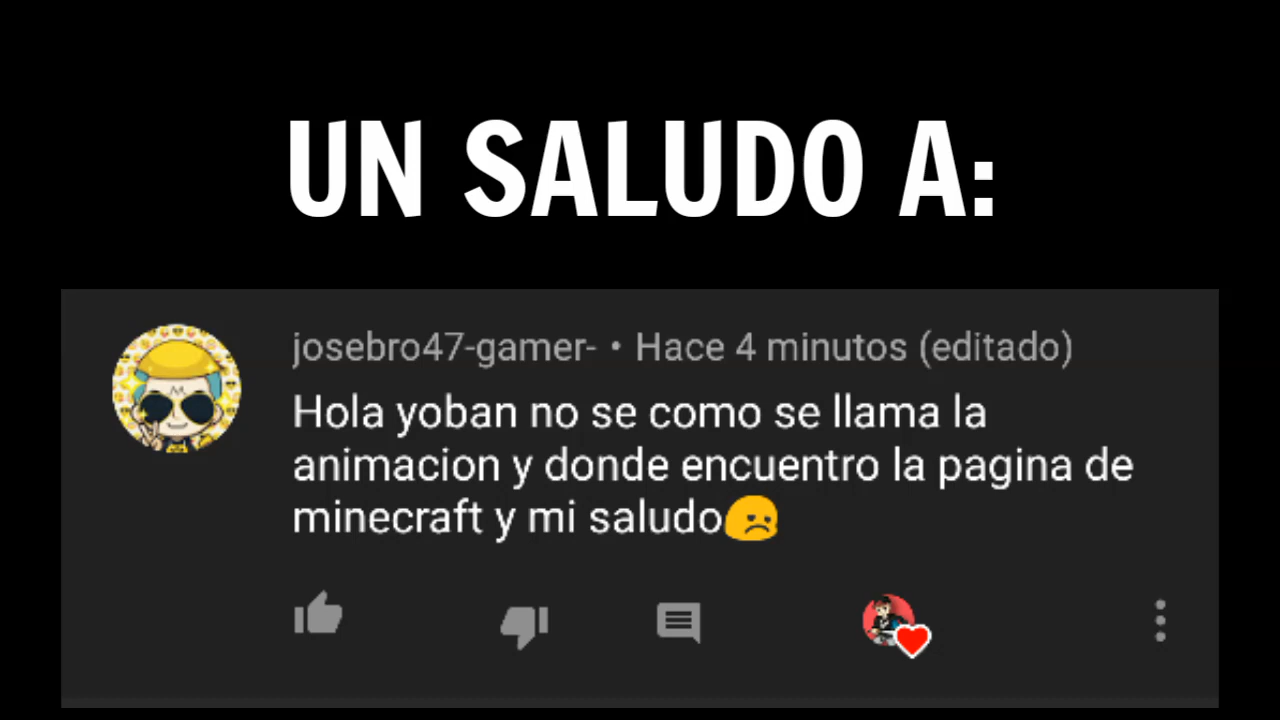 UN SALUDO A:
josebro47-gamer- • Hace 4 minutos (editado)
Hola yoban no se como se llama la
animacion y donde encuentro la pagina de
minecraft y mi saludo☹